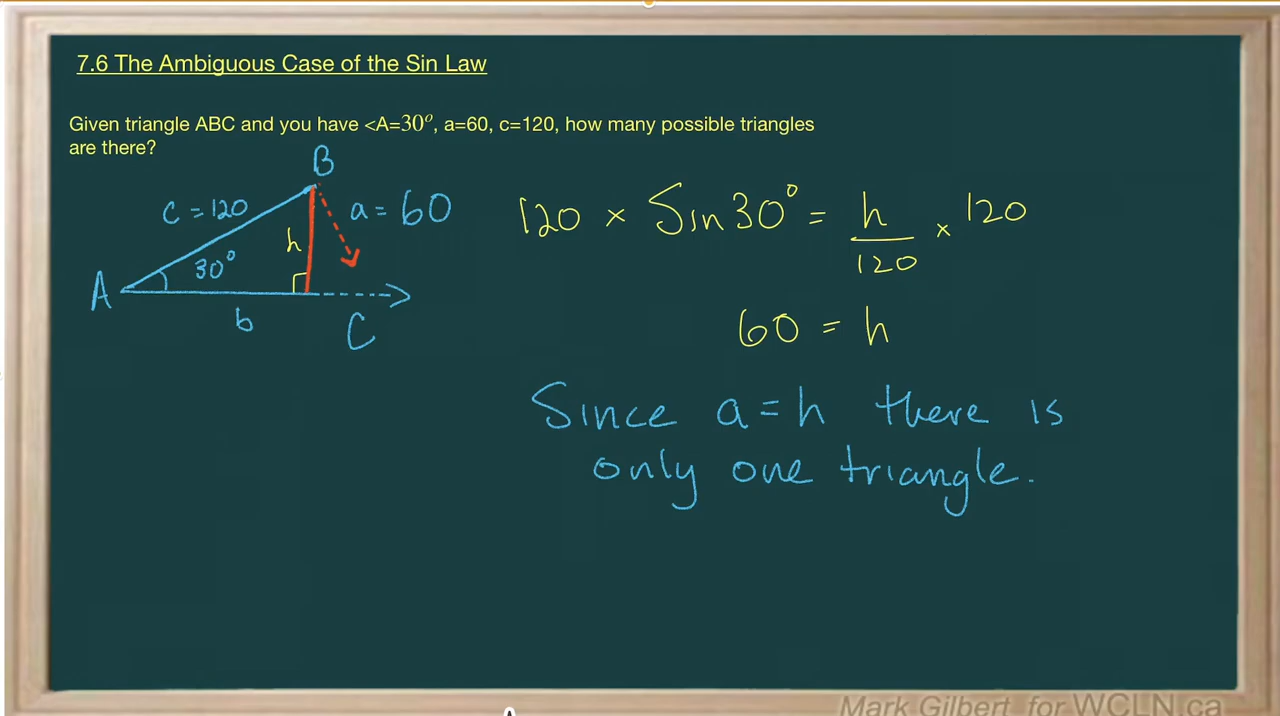 7.6 The Ambiguous Case of the Sin Law
Given triangle ABC and you have <A=30°, a=60, c=120, how many possible triangles
are there?
B
c = 120
a = 60
h
30°
A
b
C
120 × Sin30° = h/120 × 120
60 = h
Since a = h there is
only one triangle.
Mark Gilbert for WCLN.ca